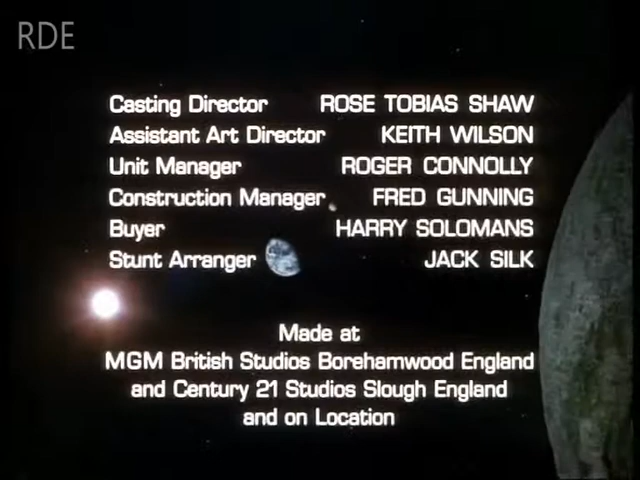 RDE
Casting Director ROSE TOBIAS SHAW
Assistant Art Director KEITH WILSON
Unit Manager ROGER CONNOLLY
Construction Manager FRED GUNNING
Buyer HARRY SOLOMANS
Stunt Arranger JACK SILK
Made at
MGM British Studios Borehamwood England
and Century 21 Studios Slough England
and on Location